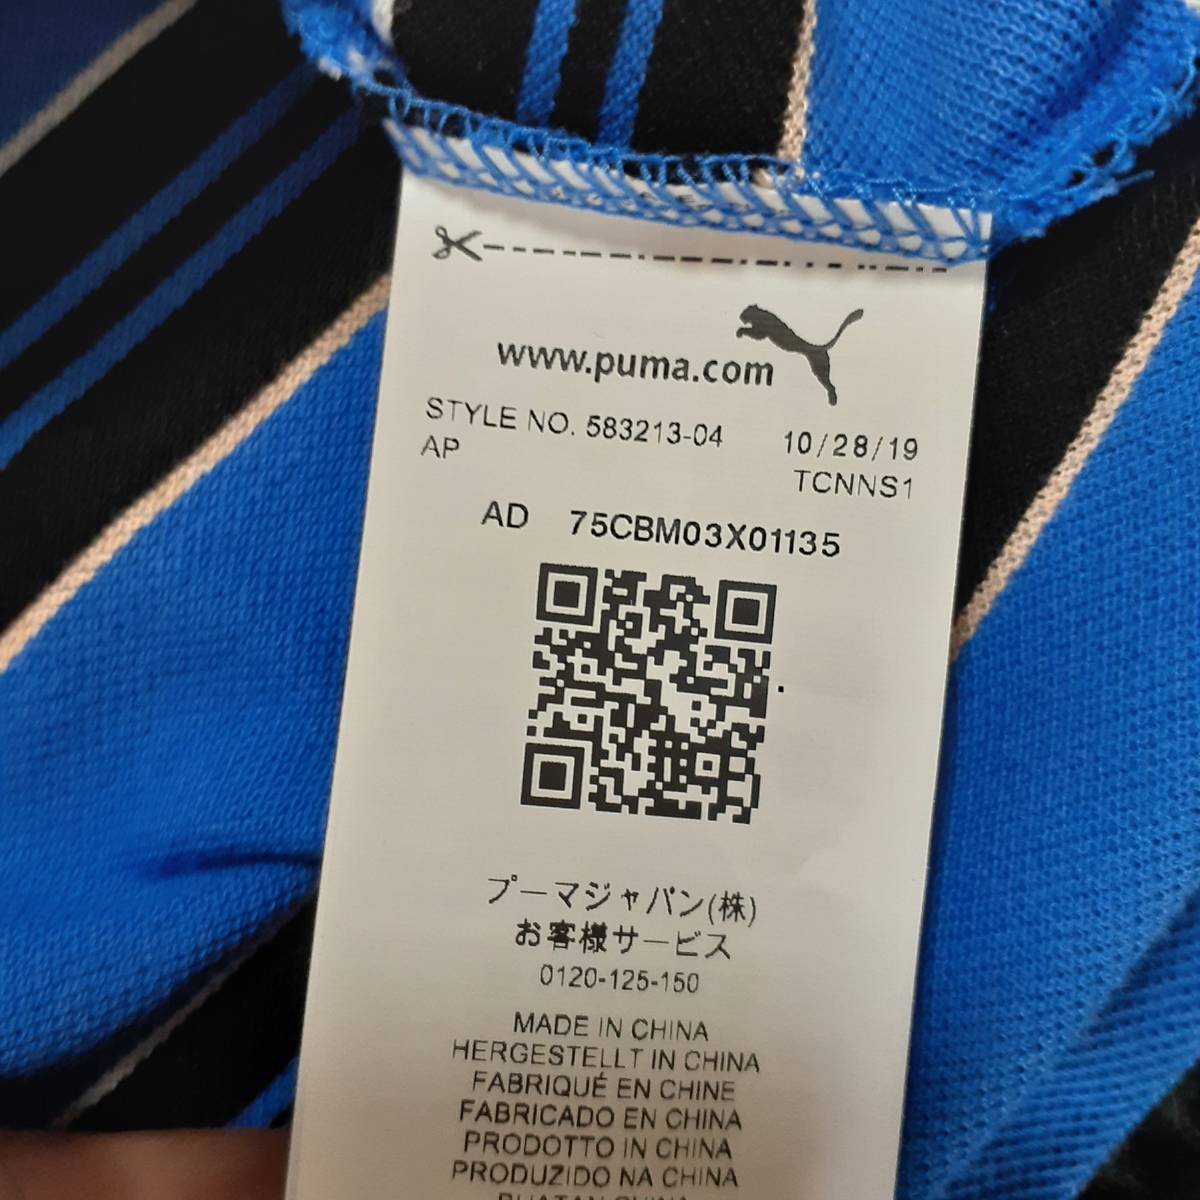 www.puma.com
STYLE NO. 583213-04 10/28/19
AP TCNNS1
AD 75CBM03X01135
プーマジャパン(株)
お客様サービス
0120-125-150
MADE IN CHINA
HERGESTELLT IN CHINA
FABRIQUÉ EN CHINE
FABRICADO EN CHINA
PRODOTTO IN CHINA
PRODUZIDO NA CHINA
BUATAN CHINA